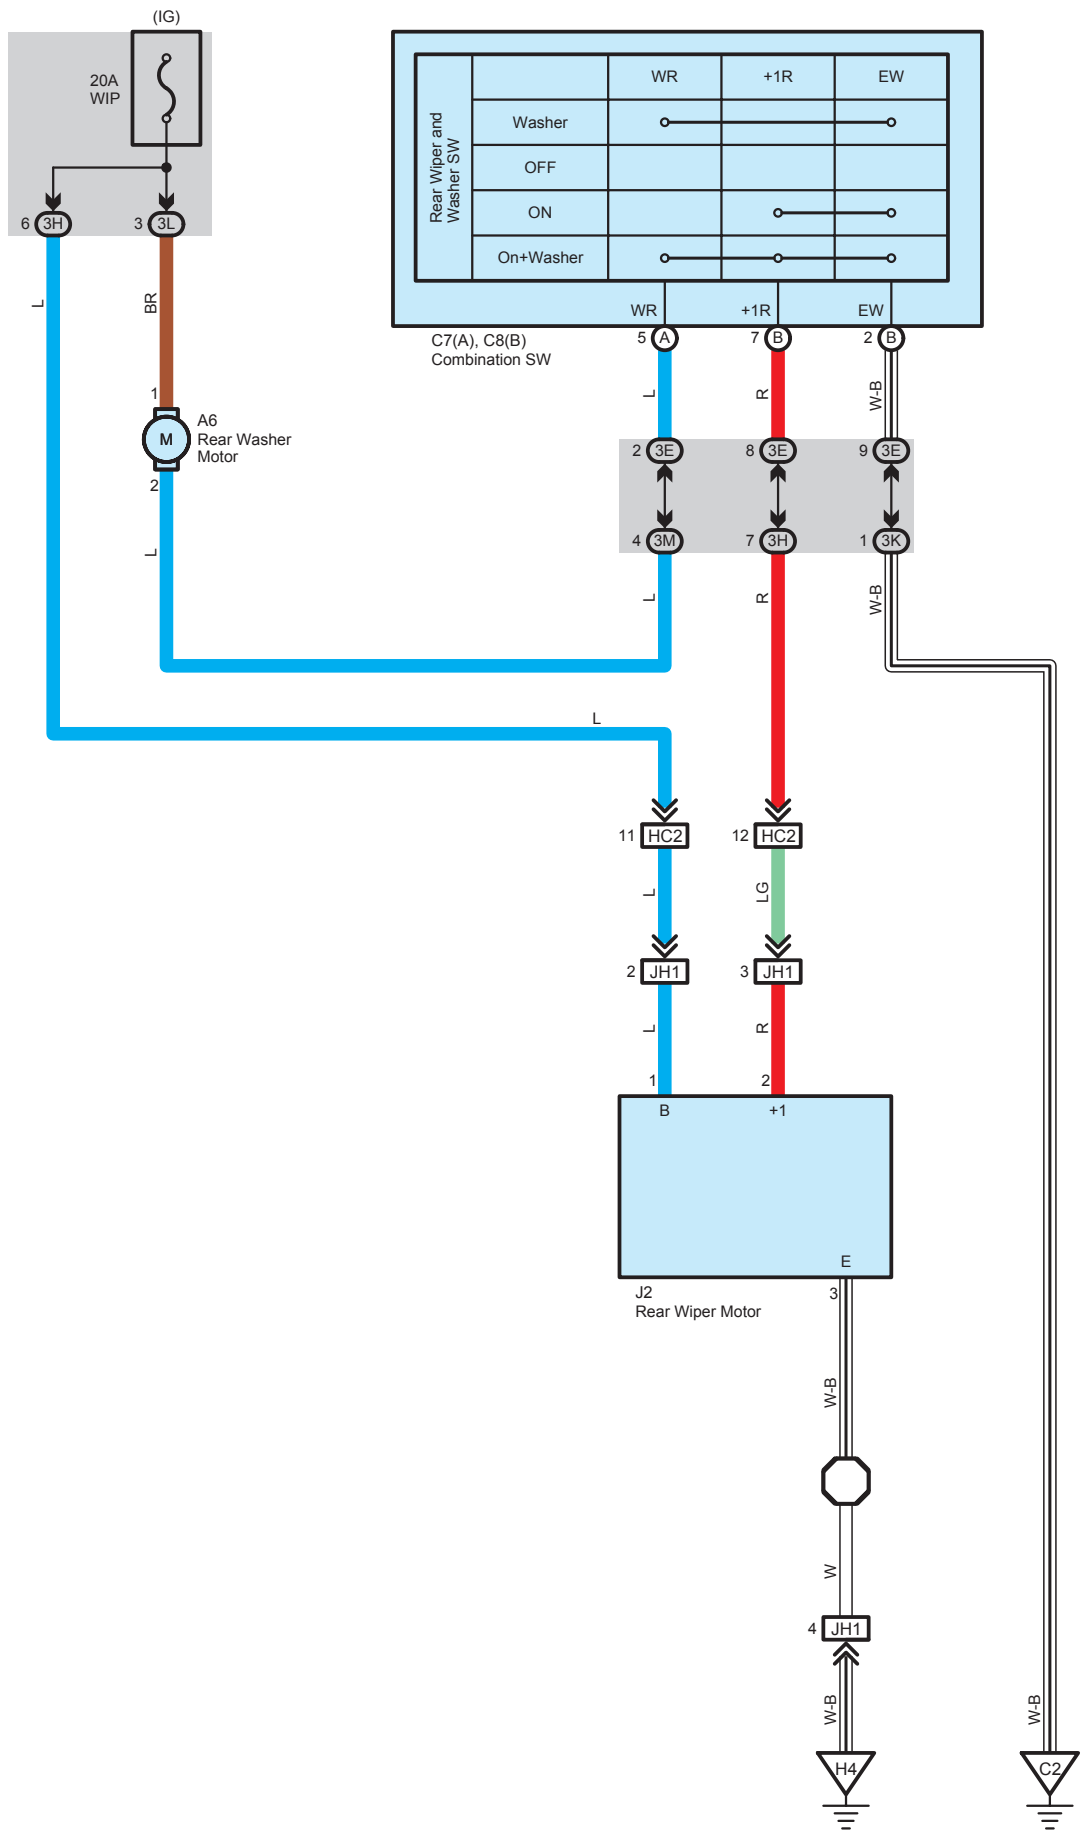 (IG)
20A
WIP
6 3H
3 3L
L
BR
1
M
A6
Rear Washer
Motor
2
L
Rear Wiper and
Washer SW
WR +1R EW
Washer
OFF
ON
On+Washer
WR +1R EW
C7(A), C8(B)
Combination SW
5 A 7 B 2 B
L R W-B
2 3E 8 3E 9 3E
4 3M 7 3H 1 3K
L R W-B
L
11 HC2 12 HC2
L LG
2 JH1 3 JH1
L R
1 2
B +1
E
J2
Rear Wiper Motor
3
W-B
W
4 JH1
W-B W-B
H4 C2